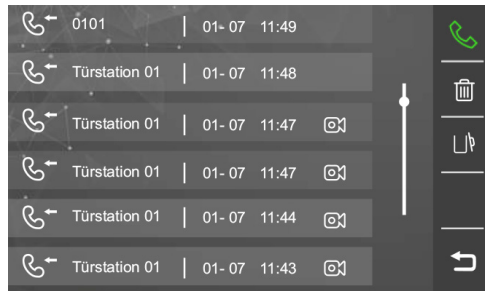 0101 | 01- 07 11:49
Türstation 01 | 01- 07 11:48
Türstation 01 | 01- 07 11:47
Türstation 01 | 01- 07 11:47
Türstation 01 | 01- 07 11:44
Türstation 01 | 01- 07 11:43